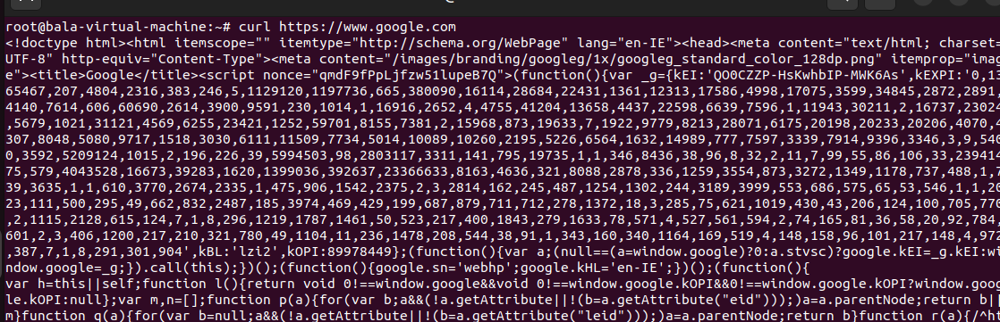 root@bala-virtual-machine:~# curl https://www.google.com
<!doctype html><html itemscope="" itemtype="http://schema.org/WebPage" lang="en-IE"><head><meta content="text/html; charset=
UTF-8" http-equiv="Content-Type"><meta content="/images/branding/googleg/1x/googleg_standard_color_128dp.png" itemprop="imag
e"><title>Google</title><script nonce="qmdF9fPpLjfzw51lupeB7Q">(function(){var _g={kEI:'QO0CZZP-HsKwhbIP-MWK6As',kEXPI:'0,13
65467,207,4804,2316,383,246,5,1129120,1197736,665,380090,16114,28684,22431,1361,12313,17586,4998,17075,3599,34845,2872,2891
4140,7614,606,60690,2614,3900,9591,230,1014,1,16916,2652,4,4755,41204,13658,4437,22598,6639,7596,1,11943,30211,2,16737,23024
,5679,1021,31121,4569,6255,23421,1252,59701,8155,7381,2,15968,873,19633,7,1922,9779,8213,28071,6175,20198,20233,20206,4070,
307,8048,5080,9717,1518,3030,6111,11509,7734,5014,10089,10260,2195,5226,6564,1632,14989,777,7597,3339,7914,9396,3346,3,9,540
0,3592,5209124,1015,2,196,226,39,5994503,98,2803117,3311,141,795,19735,1,1,346,8436,38,96,8,32,2,11,7,99,55,86,106,33,239414
75,579,4043528,16673,39283,1620,1399036,392637,23366633,8163,4636,321,8088,2878,336,1259,3554,873,3272,1349,1178,737,488,1,
39,3635,1,1,610,3770,2674,2335,1,475,906,1542,2375,2,3,2814,162,245,487,1254,1302,244,3189,3999,553,686,575,65,53,546,1,1,2
23,111,500,295,49,662,832,2487,185,3974,469,429,199,687,879,711,712,278,1372,18,3,285,75,621,1019,430,43,206,124,100,705,770
,2,1115,2128,615,124,7,1,8,296,1219,1787,1461,50,523,217,400,1843,279,1633,78,571,4,527,561,594,2,74,165,81,36,58,20,92,784,
601,2,3,406,1200,217,210,321,780,49,1104,11,236,1478,208,544,38,91,1,343,160,340,1164,169,519,4,148,158,96,101,217,148,4,972
,387,7,1,8,291,301,904',kBL:'lzi2',kOPI:89978449};(function(){var a;(null==(a=window.google)?0:a.stvsc)?google.kEI=_g.kEI:wi
ndow.google=_g;}).call(this);})();(function(){google.sn='webhp';google.kHL='en-IE';})();(function(){
var h=this||self;function l(){return void 0!==window.google&&void 0!==window.google.kOPI&&0!==window.google.kOPI?window.goog
le.kOPI:null};var m,n=[];function p(a){for(var b;a&&(!a.getAttribute||!(b=a.getAttribute("eid")));)a=a.parentNode;return b||
m}function q(a){for(var b=null;a&&(!a.getAttribute||!(b=a.getAttribute("leid")));)a=a.parentNode;return b}function r(a){/^h